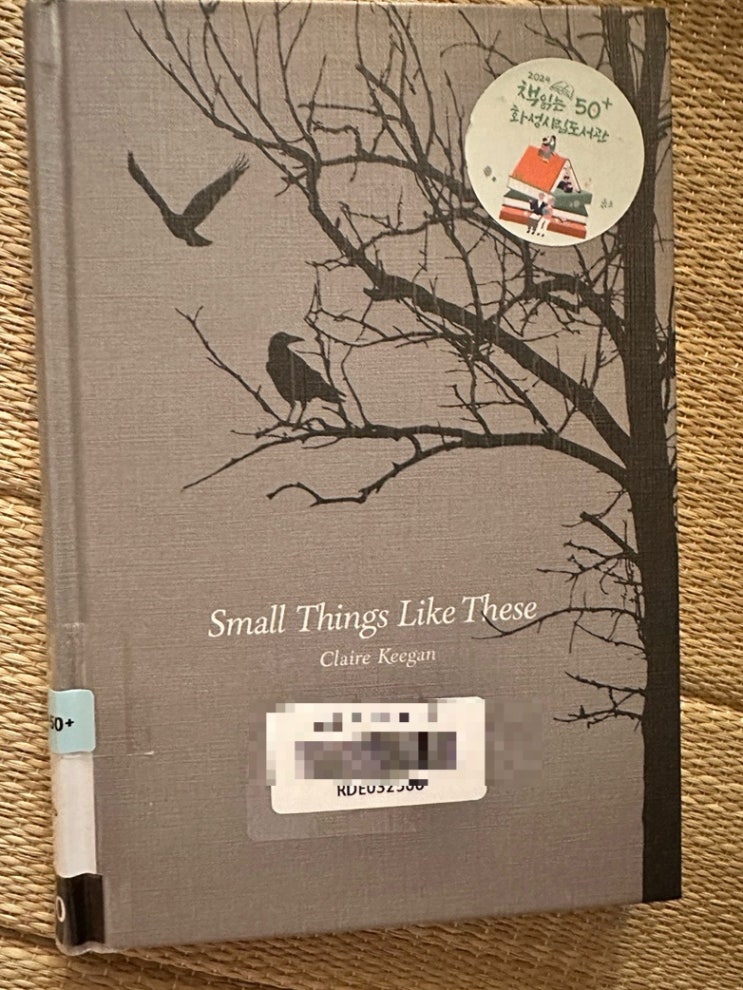 2024
책읽는 50+
화성시립도서관
Small Things Like These
Claire Keegan
50+
0